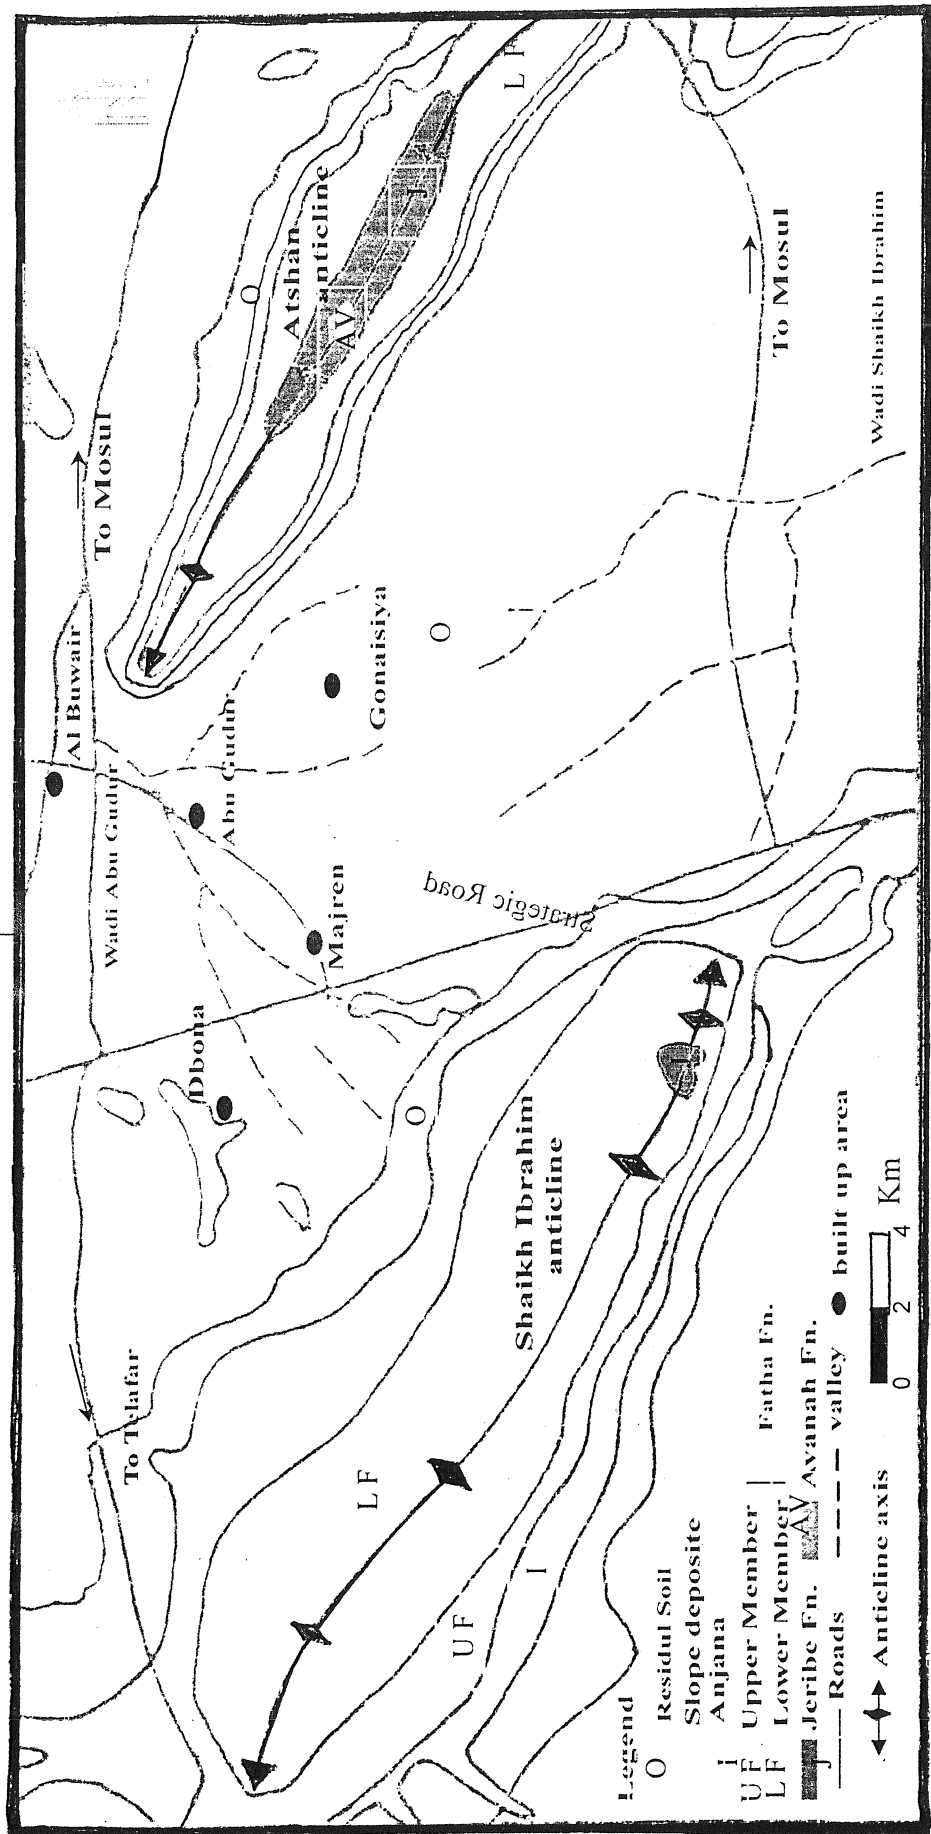 To Telafar
Dbona
Wadi Abu Gudur
Al Buwair
To Mosul
Majren
Abu Gudur
Gonaisiya
Strategic Road
O
O
O
Atshan
anticline
AV
J
L F
LF
UF
I
Shaikh Ibrahim
anticline
J
To Mosul
Wadi Shaikh Ibrahim
Legend
O Residul Soil
Slope deposite
I Anjana
UF Upper Member
LF Lower Member
Fatha Fn.
J Jeribe Fn. AV Avanah Fn.
Roads valley built up area
Anticline axis
0 2 4 Km